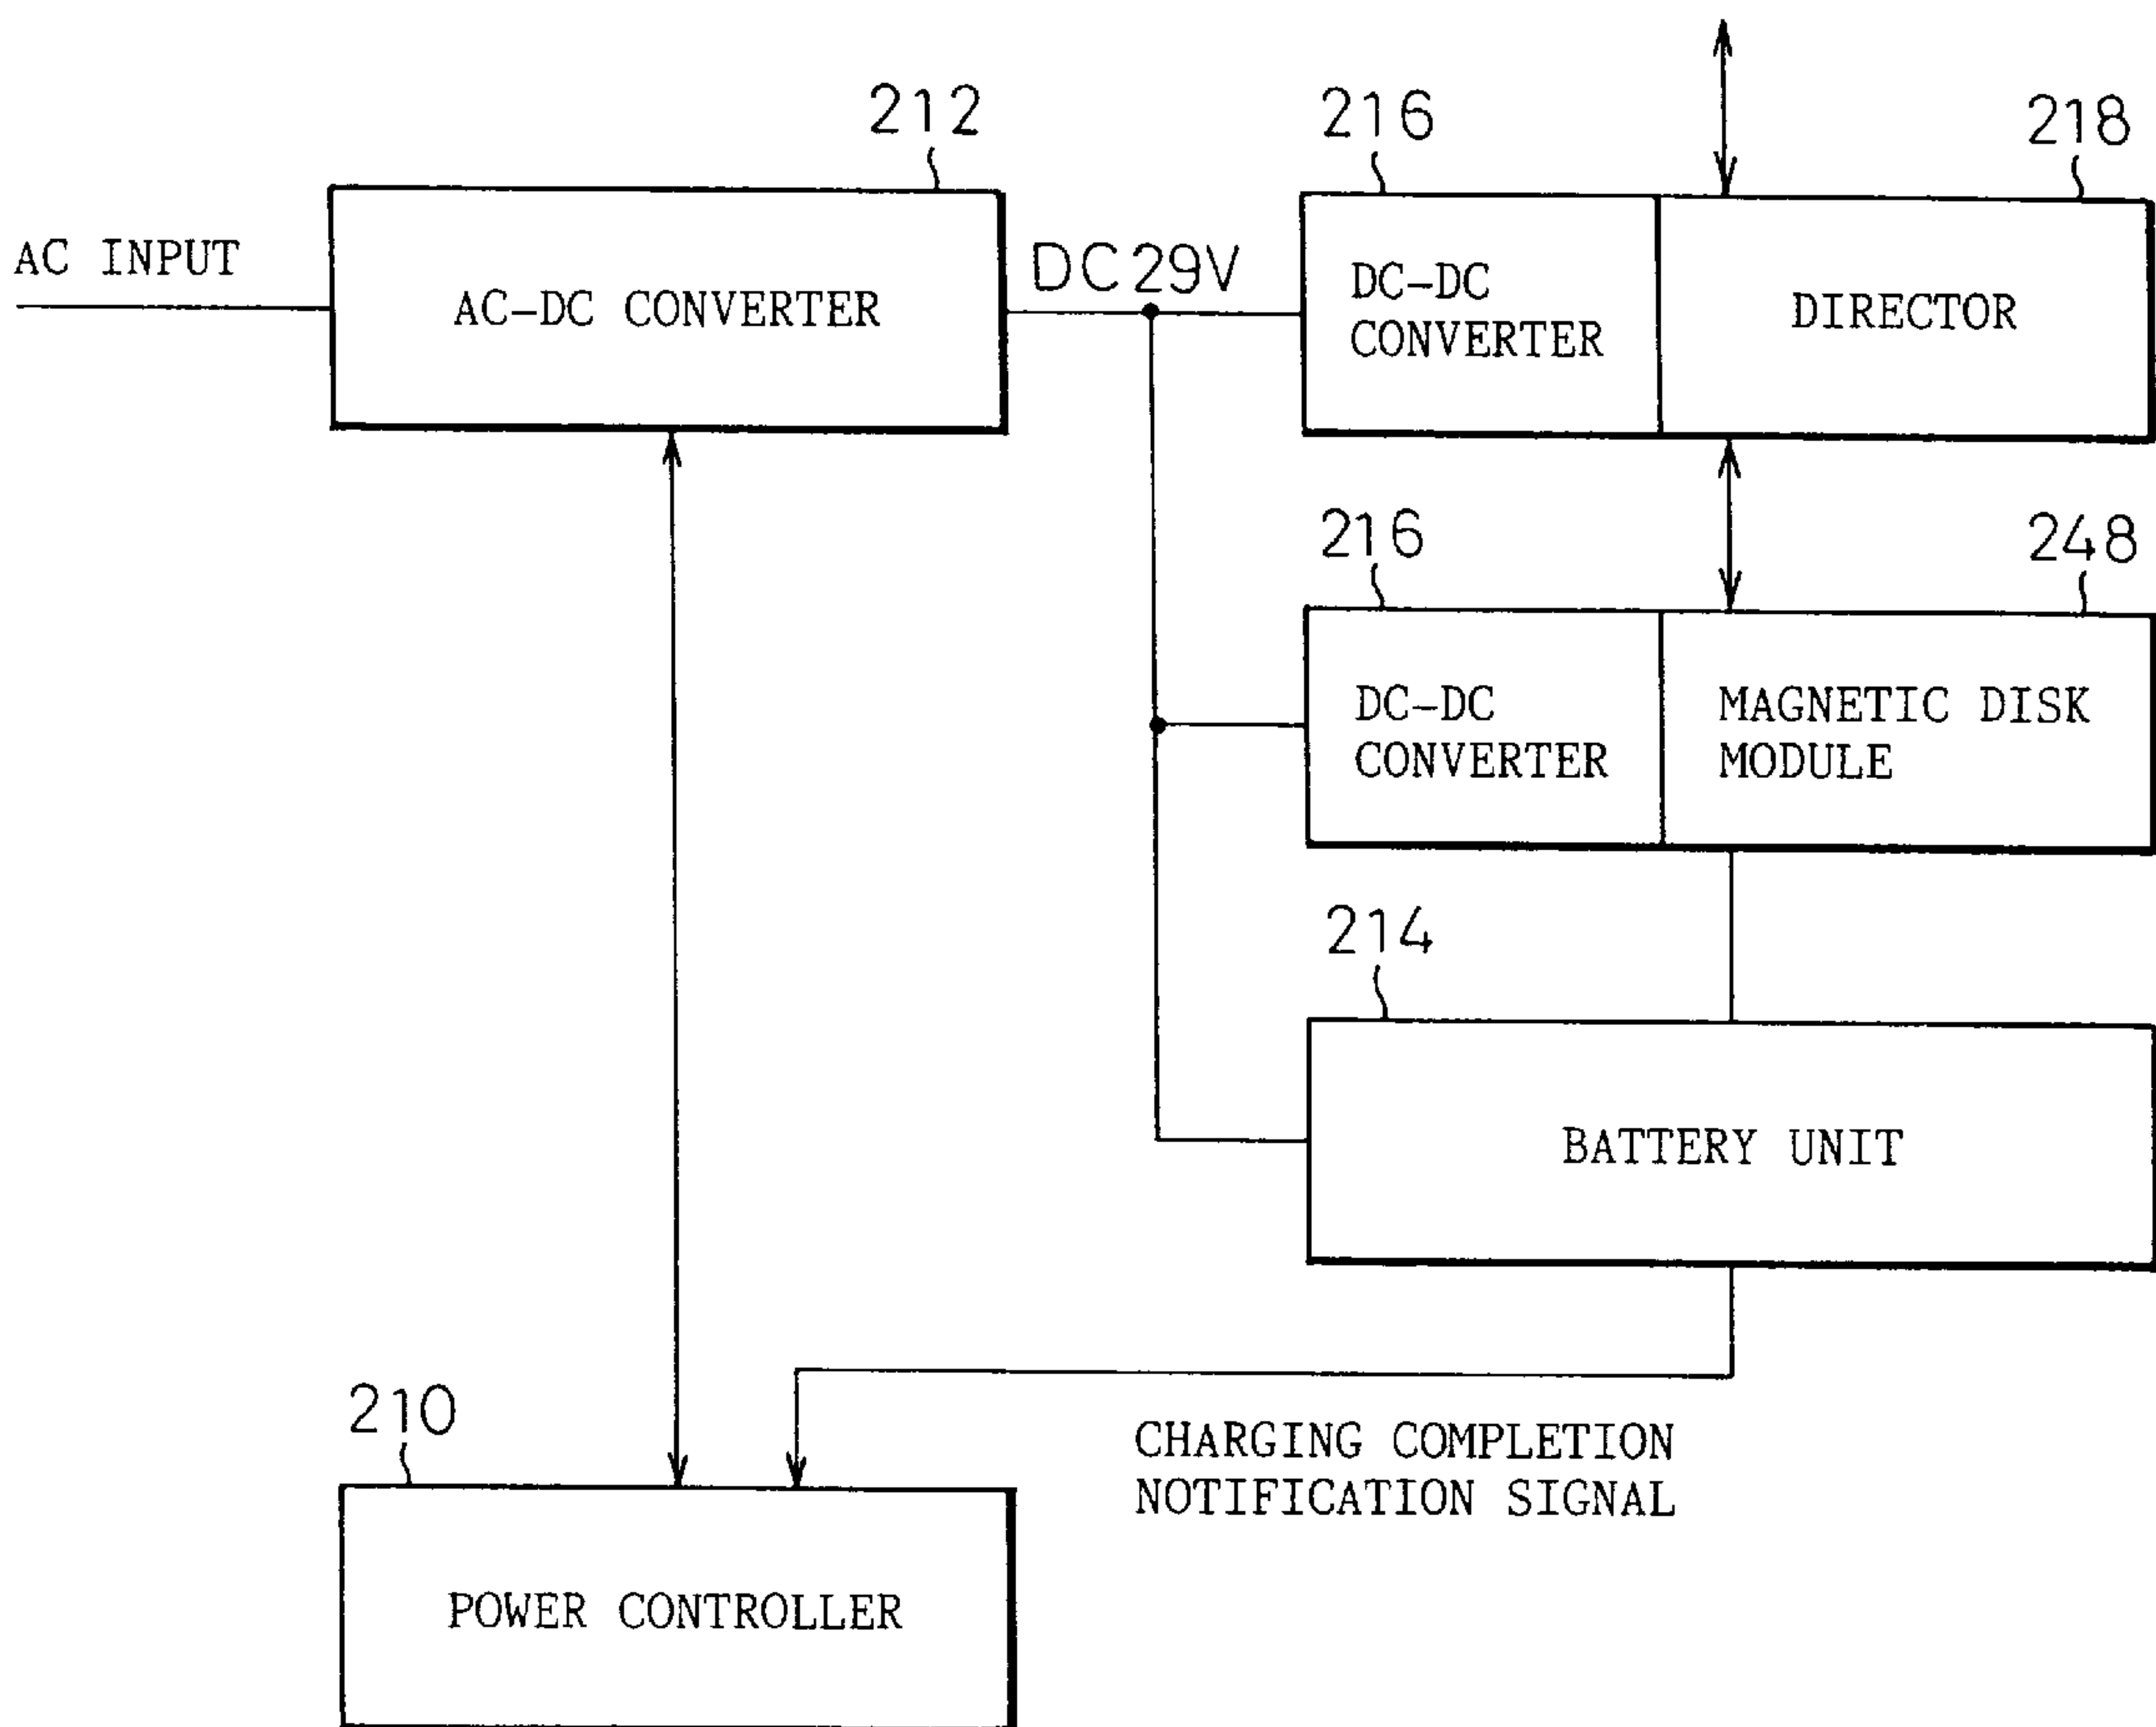 212
216
218
AC INPUT
AC-DC CONVERTER
DC 29V
DC-DC
CONVERTER
DIRECTOR
216
248
DC-DC
CONVERTER
MAGNETIC DISK
MODULE
214
BATTERY UNIT
210
CHARGING COMPLETION
NOTIFICATION SIGNAL
POWER CONTROLLER